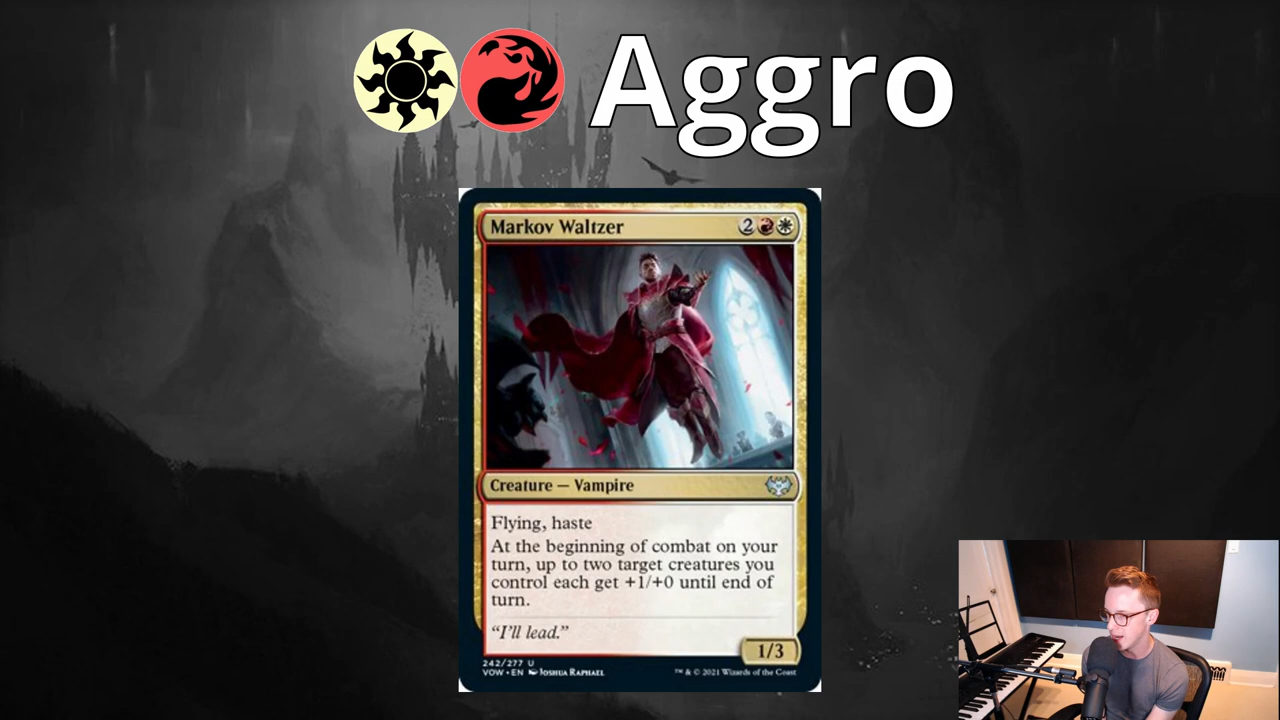 Aggro
Markov Waltzer 2
Creature — Vampire
Flying, haste
At the beginning of combat on your
turn, up to two target creatures you
control each get +1/+0 until end of
turn.
“I’ll lead.”
1/3
242/277 U
VOW • EN Joshua Raphael ™ & © 2021 Wizards of the Coast